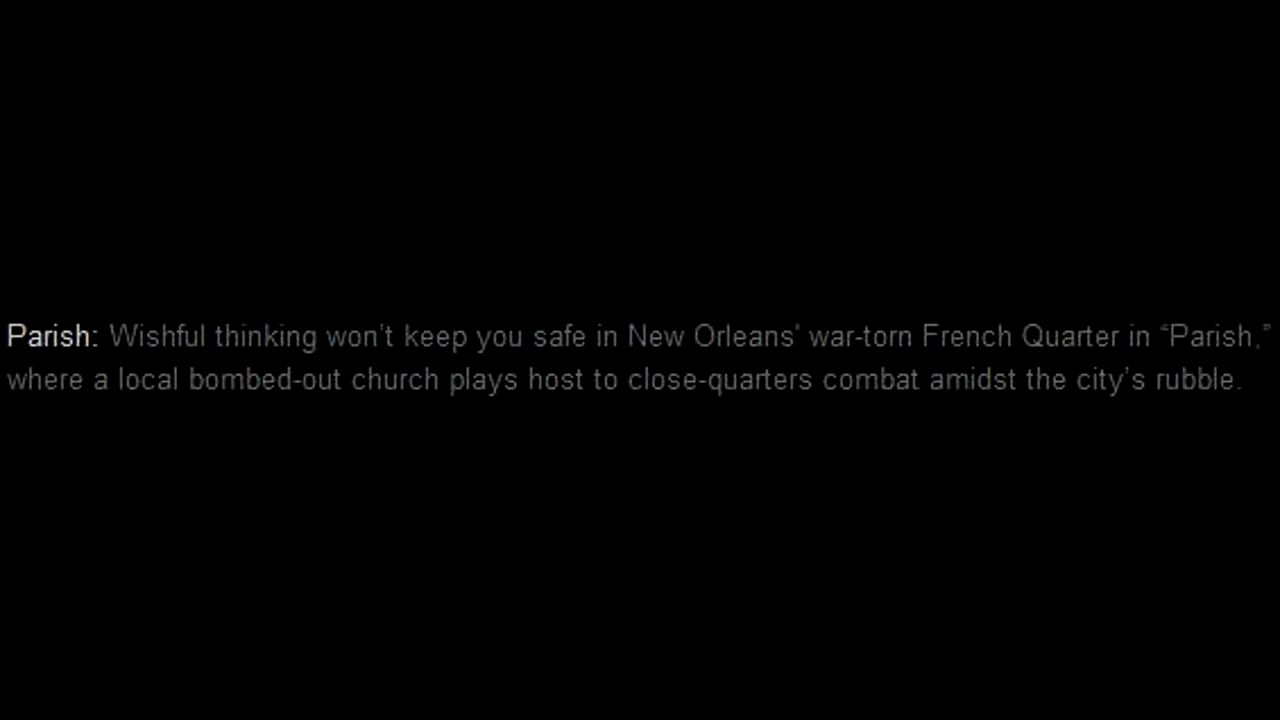 Parish: Wishful thinking won't keep you safe in New Orleans' war-torn French Quarter in “Parish,”
where a local bombed-out church plays host to close-quarters combat amidst the city’s rubble.